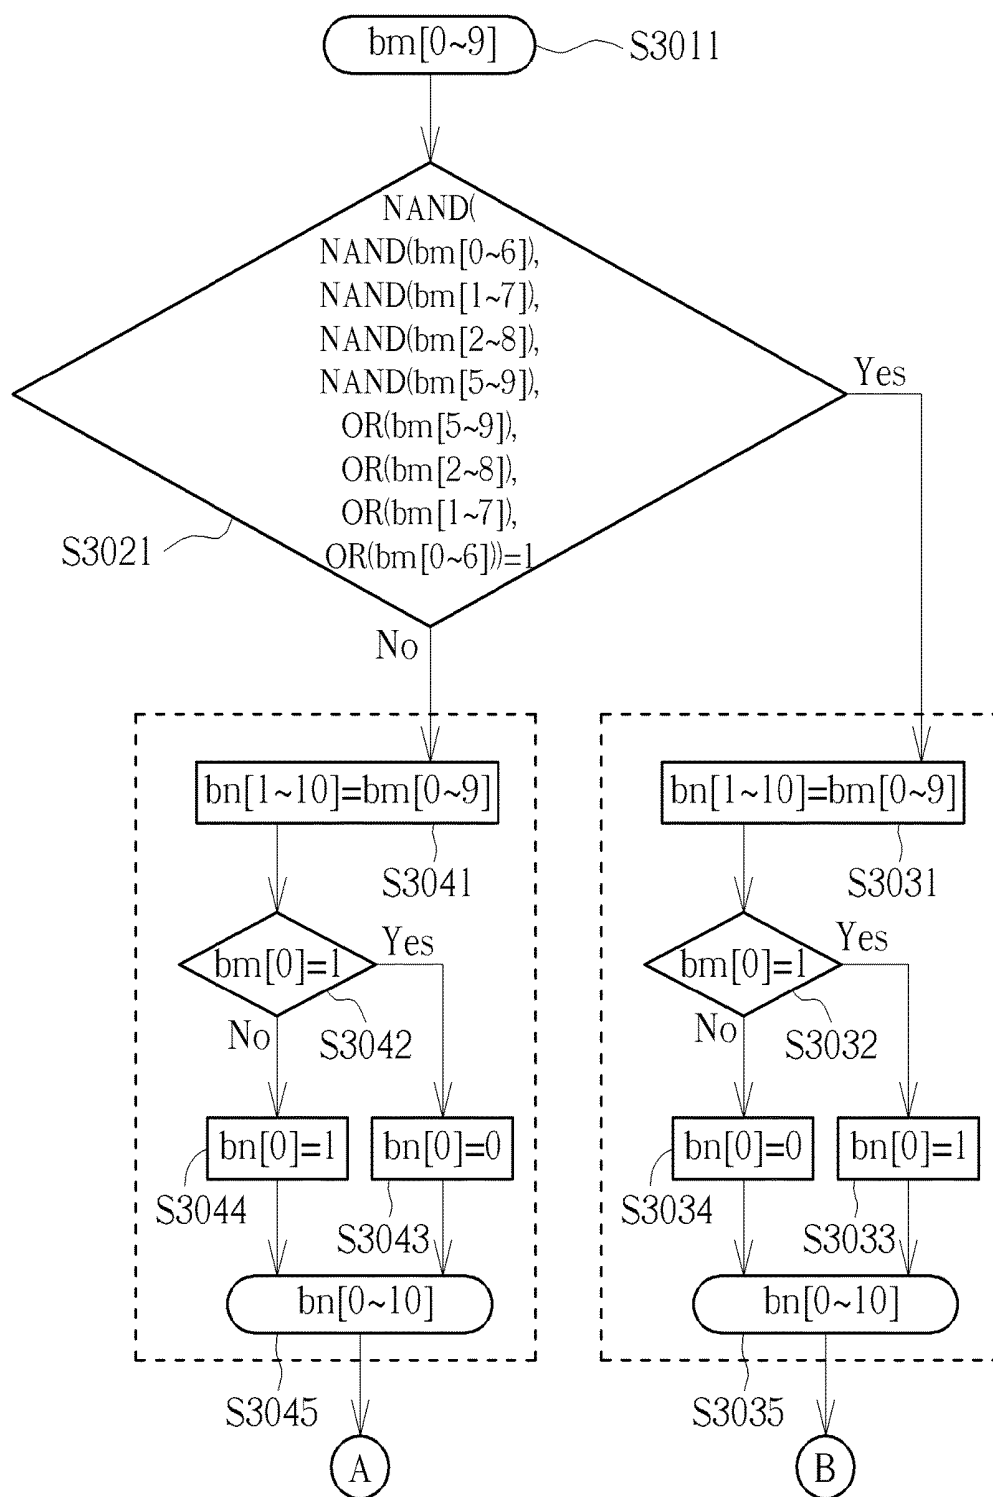 bm[0~9]
S3011
NAND(
NAND(bm[0~6]),
NAND(bm[1~7]),
NAND(bm[2~8]),
NAND(bm[5~9]),
OR(bm[5~9]),
OR(bm[2~8]),
OR(bm[1~7]),
OR(bm[0~6]))=1
Yes
S3021
No
bn[1~10]=bm[0~9]
S3041
bm[0]=1
Yes
No
S3042
bn[0]=1
bn[0]=0
S3044
S3043
bn[0~10]
S3045
A
bn[1~10]=bm[0~9]
S3031
bm[0]=1
Yes
No
S3032
bn[0]=0
bn[0]=1
S3034
S3033
bn[0~10]
S3035
B